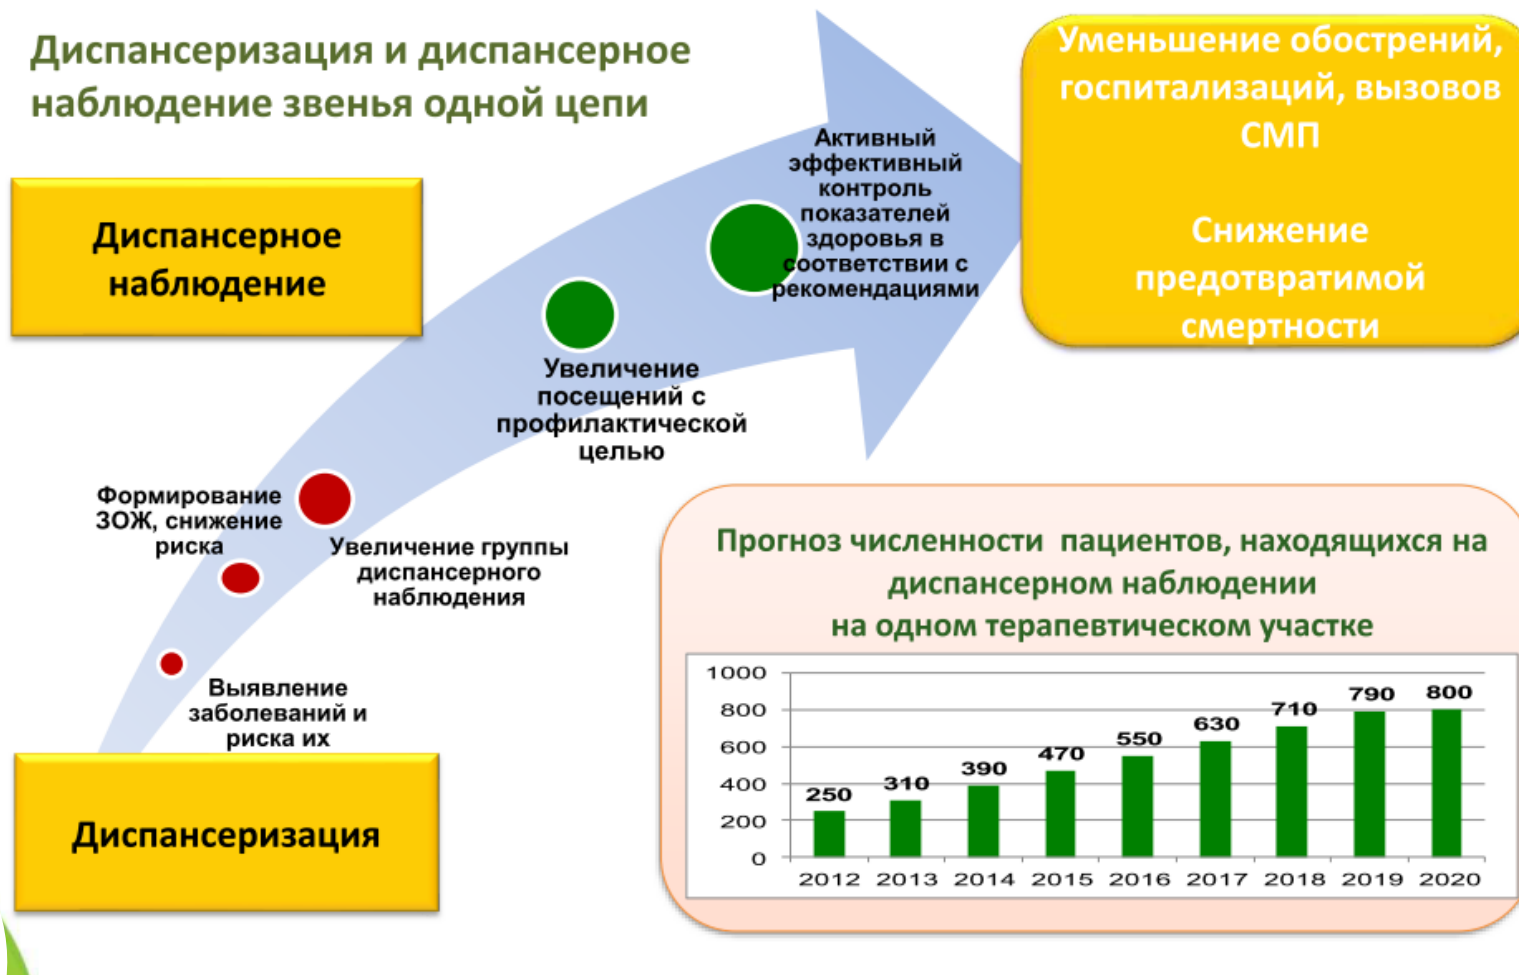 Диспансеризация и диспансерное
наблюдение звенья одной цепи
Уменьшение обострений,
госпитализаций, вызовов
СМП
Снижение
предотвратимой
смертности
Диспансерное
наблюдение
Активный
эффективный
контроль
показателей
здоровья в
соответствии с
рекомендациями
Увеличение
посещений с
профилактической
целью
Формирование
ЗОЖ, снижение
риска
Увеличение группы
диспансерного
наблюдения
Выявление
заболеваний и
риска их
Диспансеризация
Прогноз численности пациентов, находящихся на
диспансерном наблюдении
на одном терапевтическом участке
1000
800
600
400
200
0
250
310
390
470
550
630
710
790
800
2012 2013 2014 2015 2016 2017 2018 2019 2020